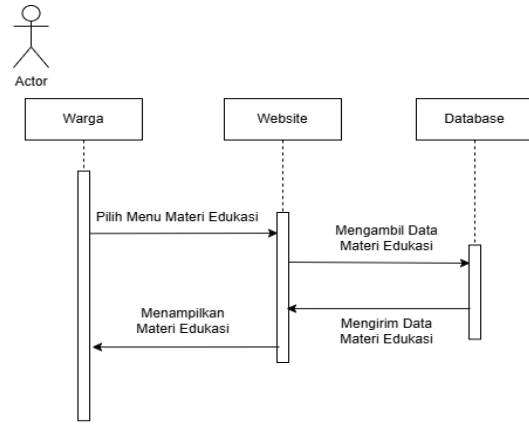 Actor
Warga
Website
Database
Pilih Menu Materi Edukasi
Mengambil Data
Materi Edukasi
Menampilkan
Materi Edukasi
Mengirim Data
Materi Edukasi